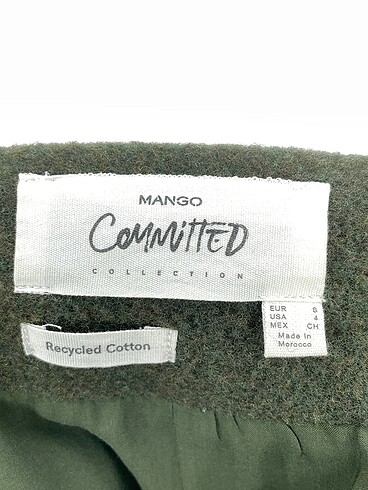 MANGO
COMMITTED
COLLECTION
EUR S
USA 4
MEX CH
Made in
Morocco
Recycled Cotton